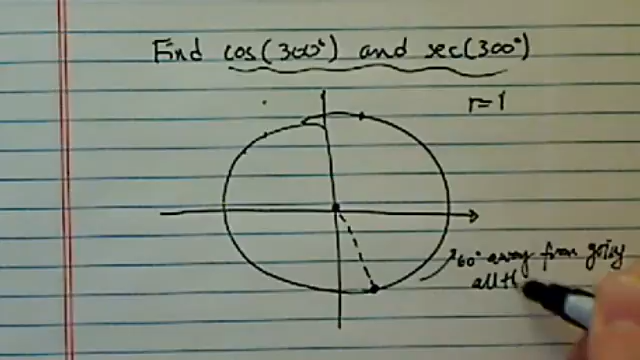 Find cos(300°) and sec(300°)
r=1
60° away from going
all th